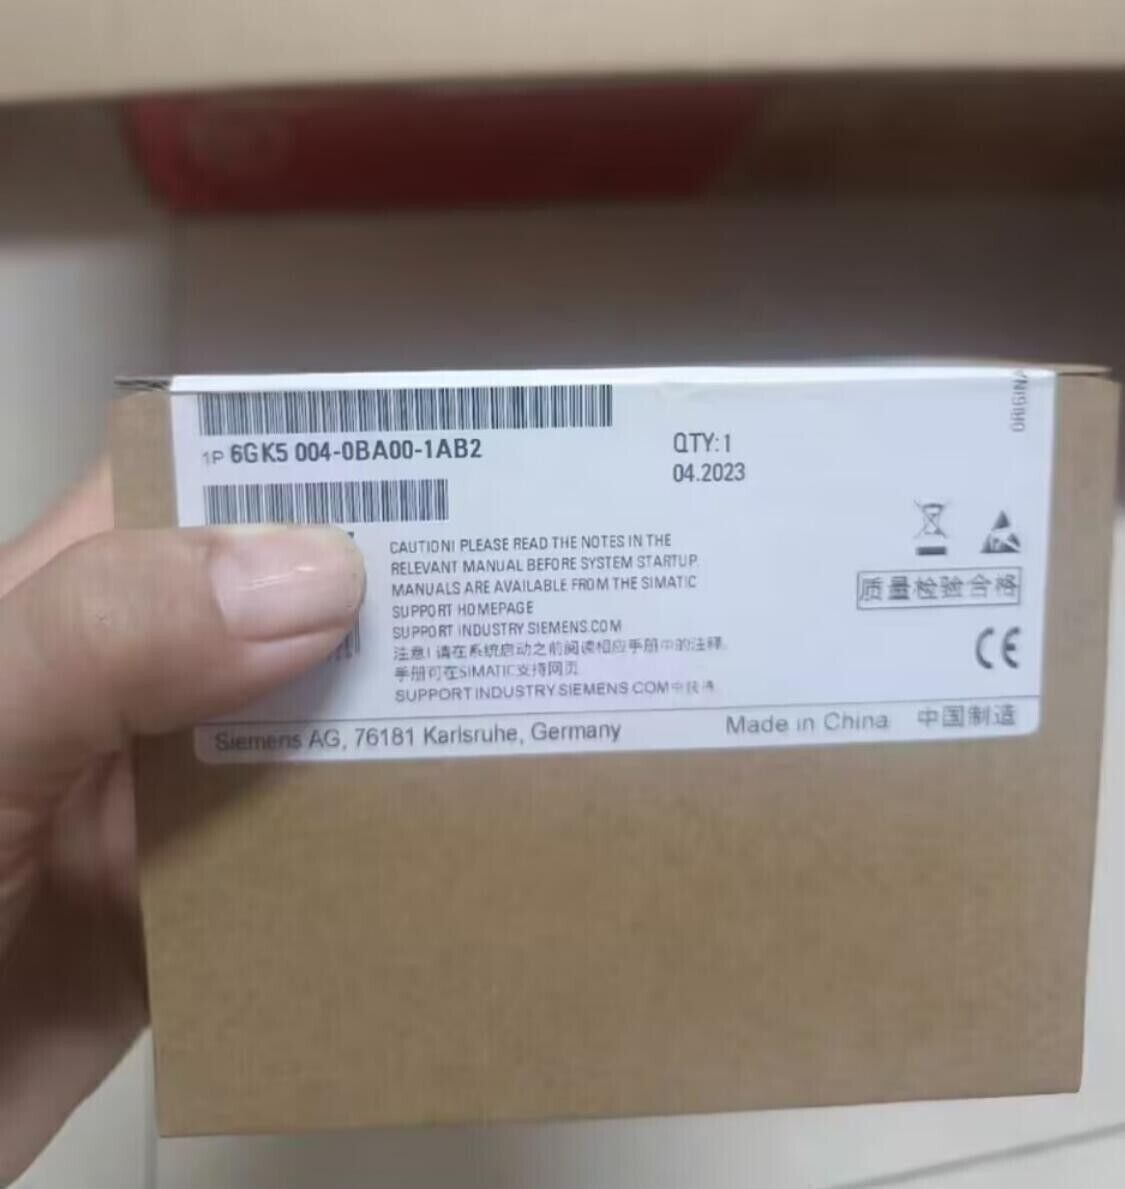 1P 6GK5 004-0BA00-1AB2
QTY:1
04.2023
CAUTION! PLEASE READ THE NOTES IN THE
RELEVANT MANUAL BEFORE SYSTEM STARTUP.
MANUALS ARE AVAILABLE FROM THE SIMATIC
SUPPORT HOMEPAGE
SUPPORT INDUSTRY SIEMENS.COM
注意! 请在系统启动之前阅读相应手册中的注释.
手册可在SIMATIC支持网页
SUPPORT INDUSTRY SIEMENS COM
质量检验合格
CE
Siemens AG, 76181 Karlsruhe, Germany
Made in China 中国制造